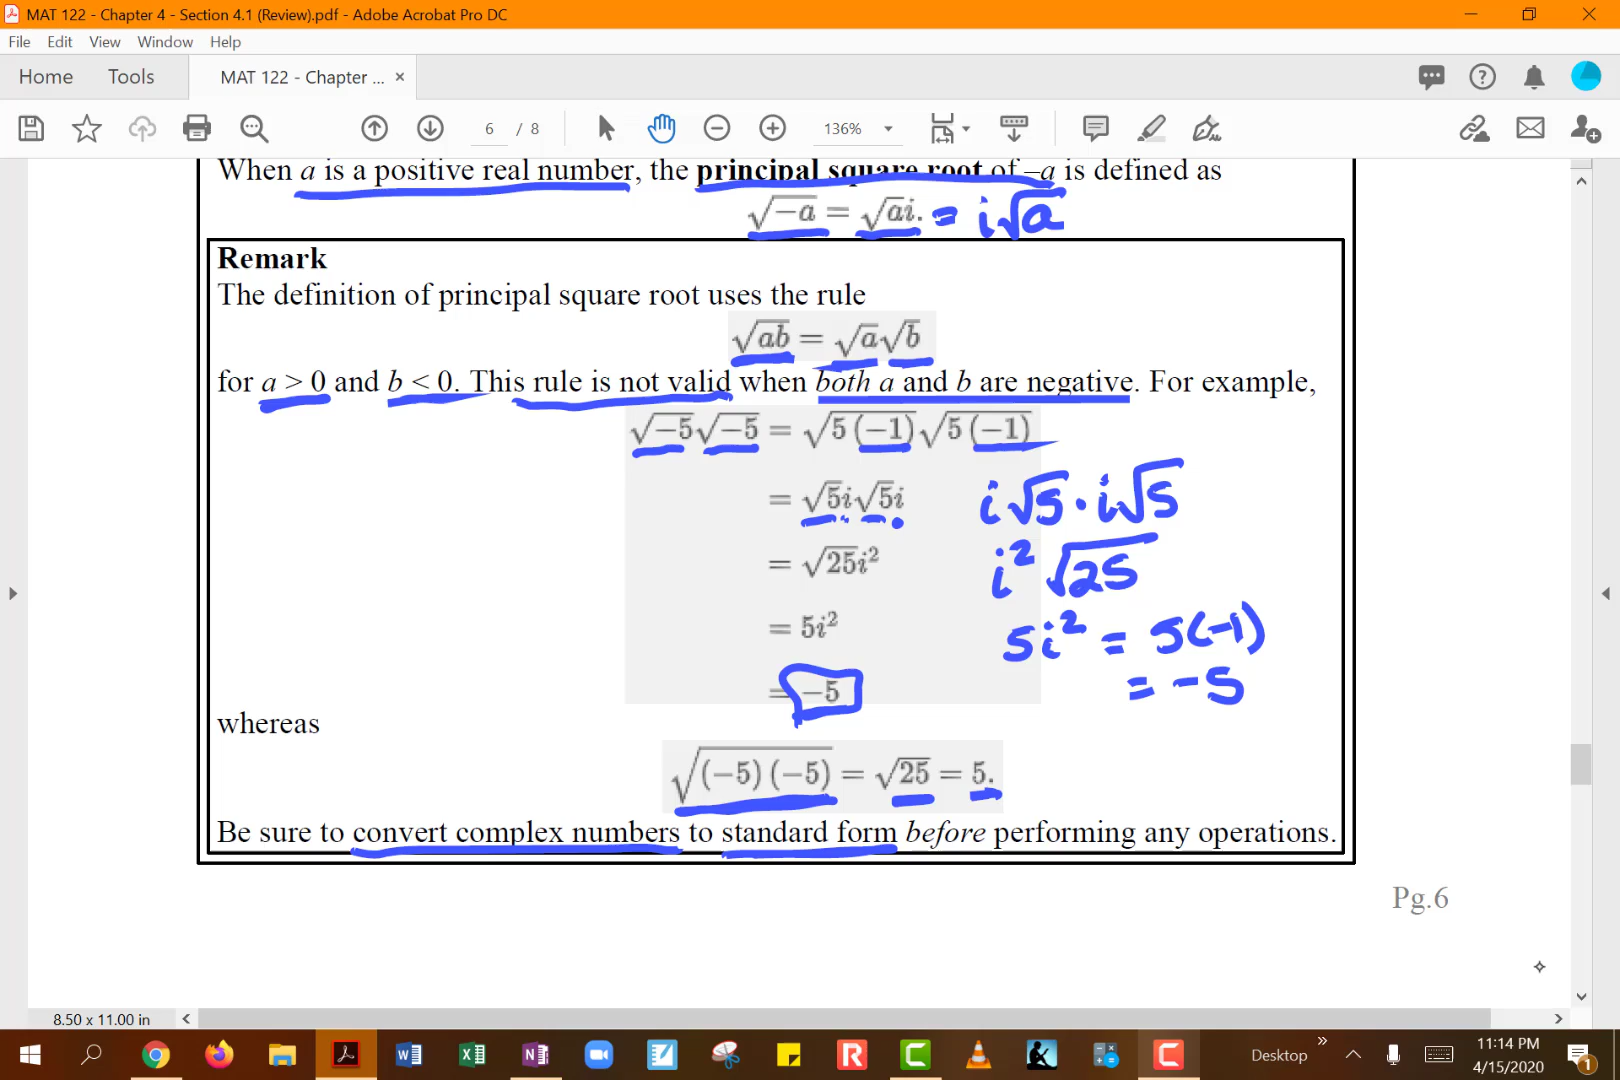 MAT 122 - Chapter 4 - Section 4.1 (Review).pdf - Adobe Acrobat Pro DC
File Edit View Window Help
Home Tools MAT 122 - Chapter ... ×
6 / 8 136%
When a is a positive real number, the principal square root of –a is defined as
√−a = √ai. = i√a
Remark
The definition of principal square root uses the rule
√ab = √a√b
for a > 0 and b < 0. This rule is not valid when both a and b are negative. For example,
√−5√−5 = √5(−1)√5(−1)
= √5i√5i i√5 · i√5
= √25i² i²√25
= 5i² 5i² = 5(−1)
= −5 = −5
whereas
√(−5)(−5) = √25 = 5.
Be sure to convert complex numbers to standard form before performing any operations.
Pg.6
8.50 x 11.00 in
Desktop » 11:14 PM
4/15/2020 1